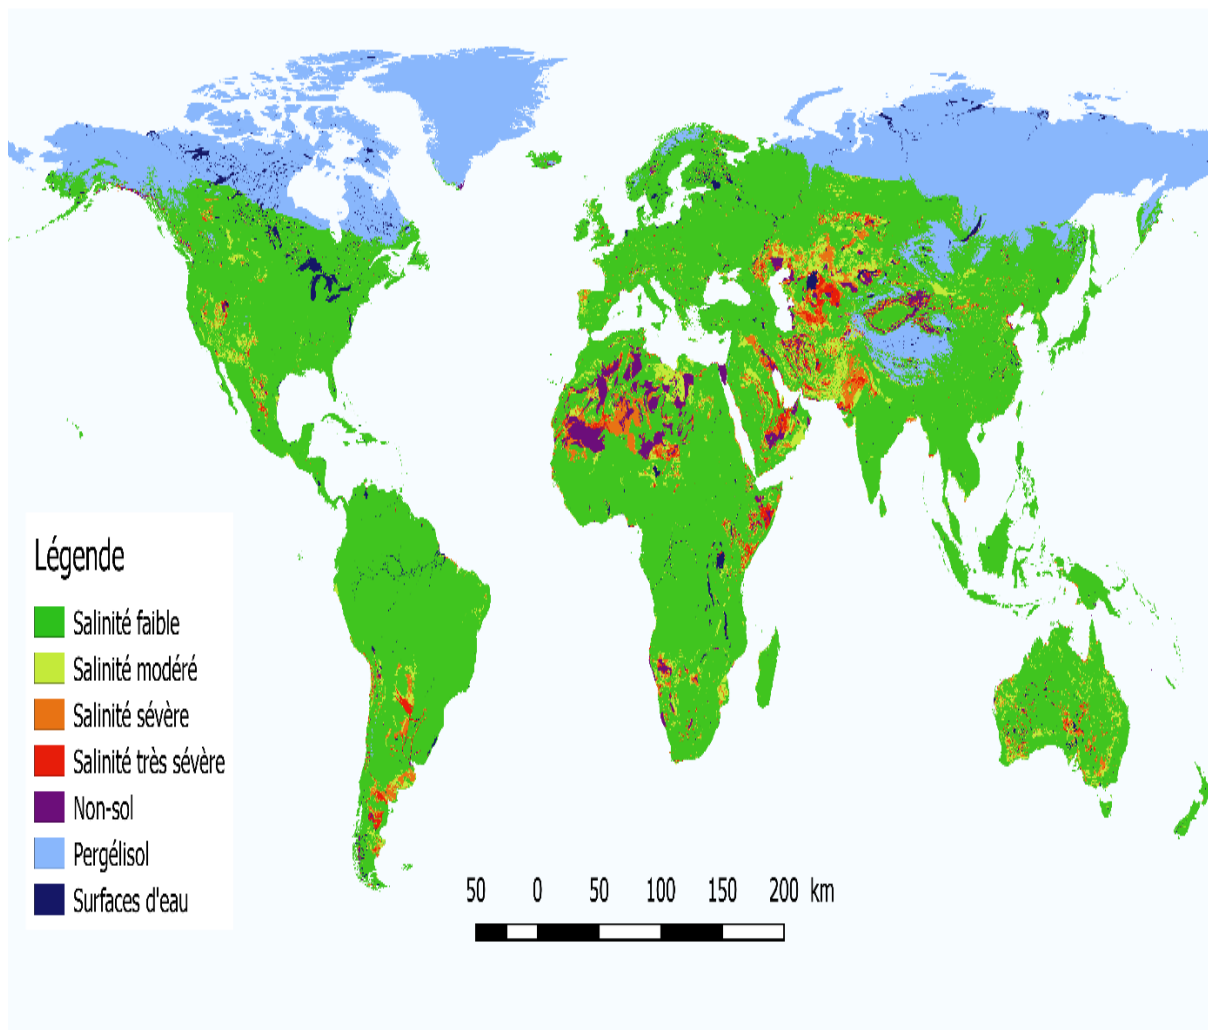 Légende
Salinité faible
Salinité modéré
Salinité sévère
Salinité très sévère
Non-sol
Pergélisol
Surfaces d'eau
50 0 50 100 150 200 km